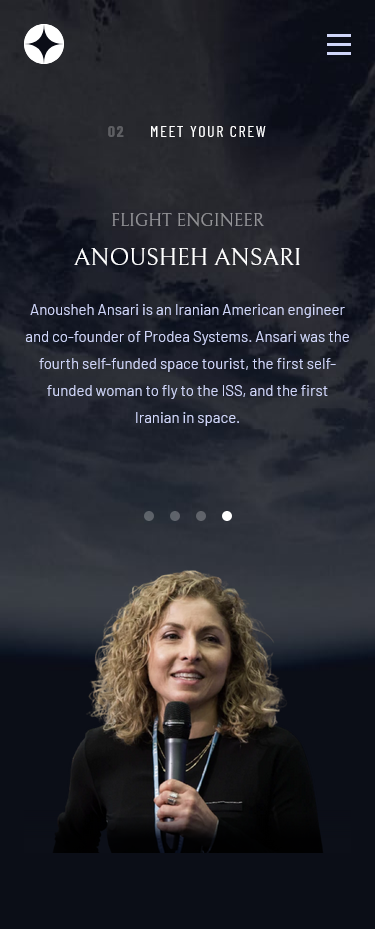 02 MEET YOUR CREW
FLIGHT ENGINEER
ANOUSHEH ANSARI
Anousheh Ansari is an Iranian American engineer
and co-founder of Prodea Systems. Ansari was the
fourth self-funded space tourist, the first self-
funded woman to fly to the ISS, and the first
Iranian in space.